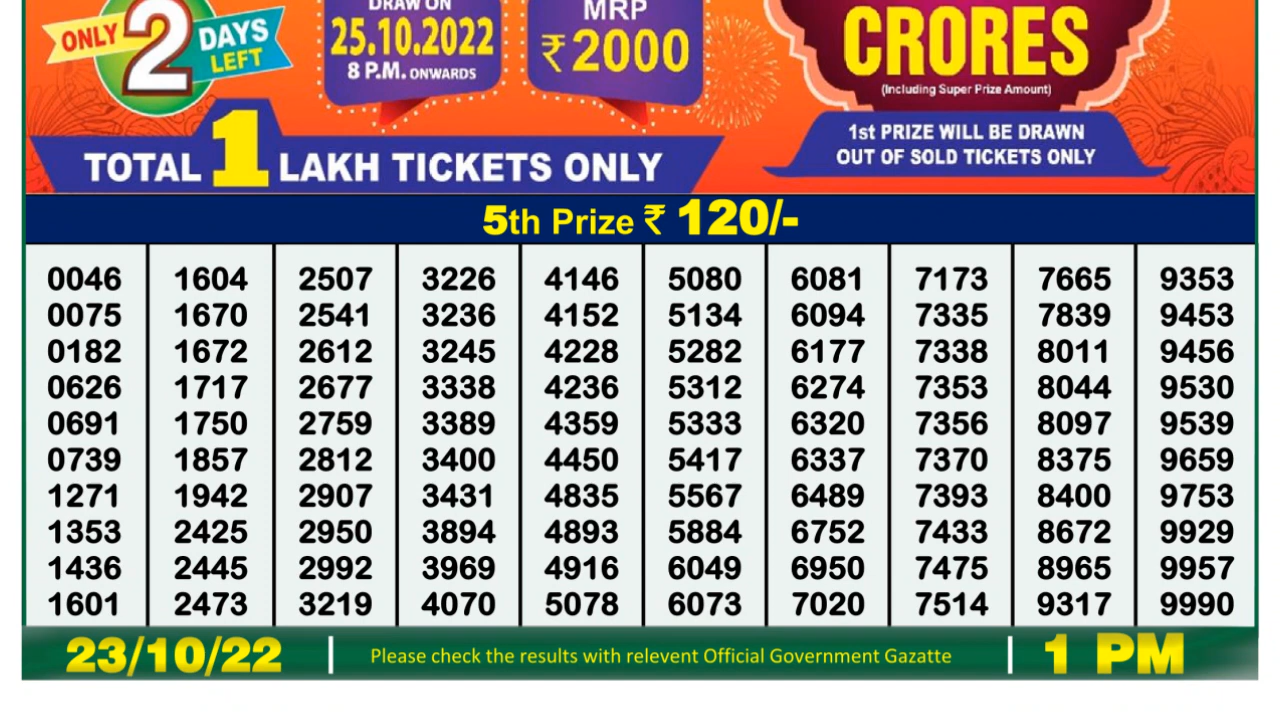 ONLY 2 DAYS LEFT
DRAW ON
25.10.2022
8 P.M. ONWARDS
MRP
₹2000
CRORES
(Including Super Prize Amount)
1st PRIZE WILL BE DRAWN
OUT OF SOLD TICKETS ONLY
TOTAL 1 LAKH TICKETS ONLY
5th Prize ₹ 120/-
0046 1604 2507 3226 4146 5080 6081 7173 7665 9353
0075 1670 2541 3236 4152 5134 6094 7335 7839 9453
0182 1672 2612 3245 4228 5282 6177 7338 8011 9456
0626 1717 2677 3338 4236 5312 6274 7353 8044 9530
0691 1750 2759 3389 4359 5333 6320 7356 8097 9539
0739 1857 2812 3400 4450 5417 6337 7370 8375 9659
1271 1942 2907 3431 4835 5567 6489 7393 8400 9753
1353 2425 2950 3894 4893 5884 6752 7433 8672 9929
1436 2445 2992 3969 4916 6049 6950 7475 8965 9957
1601 2473 3219 4070 5078 6073 7020 7514 9317 9990
23/10/22 Please check the results with relevent Official Government Gazatte 1 PM